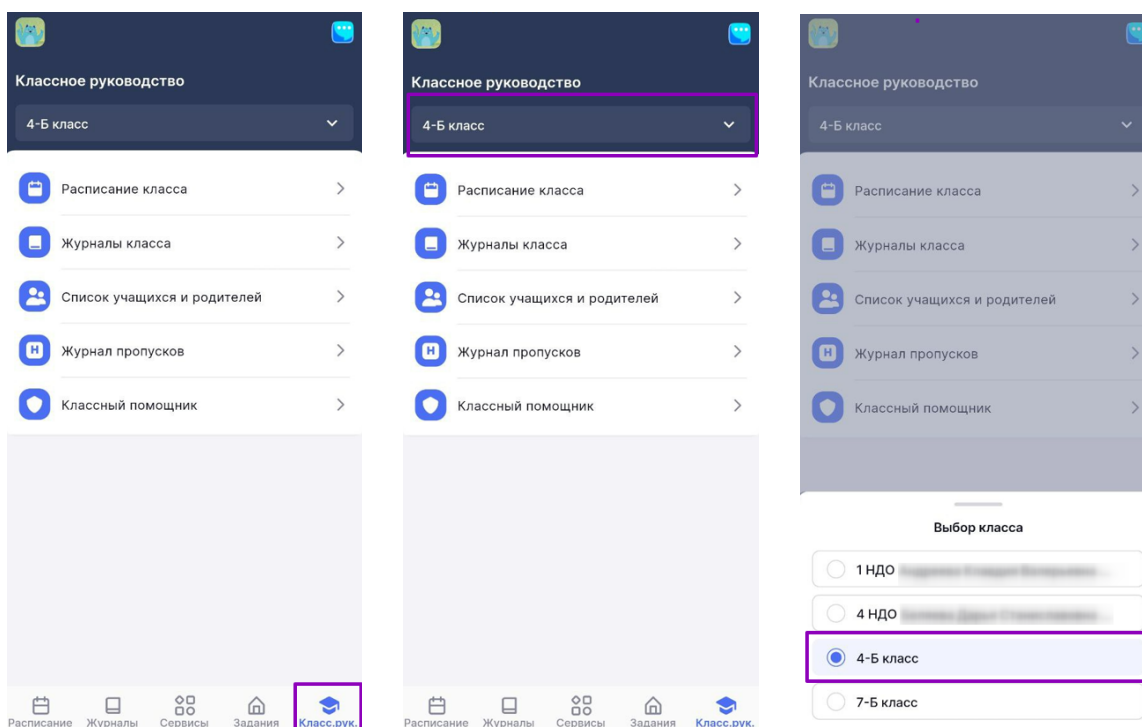 Классное руководство
4-Б класс
Расписание класса
Журналы класса
Список учащихся и родителей
Н
Журнал пропусков
Классный помощник
Расписание
Журналы
Сервисы
Задания
Класс.рук.
Классное руководство
4-Б класс
Расписание класса
Журналы класса
Список учащихся и родителей
Н
Журнал пропусков
Классный помощник
Расписание
Журналы
Сервисы
Задания
Класс.рук.
Классное руководство
4-Б класс
Расписание класса
Журналы класса
Список учащихся и родителей
Н
Журнал пропусков
Классный помощник
Выбор класса
1 НДО
4 НДО
4-Б класс
7-Б класс